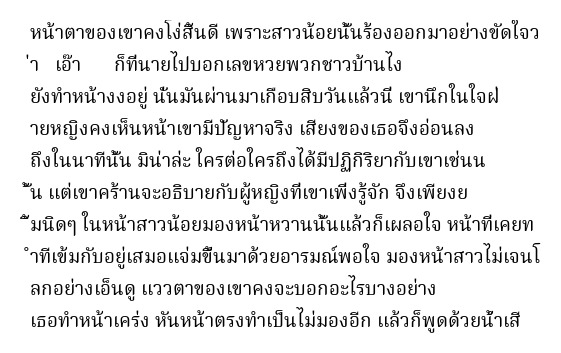 หน้าตาของเขาคงโง่สิ้นดี เพราะสาวน้อยนั้นร้องออกมาอย่างขัดใจว
่า   เอ๊า      ก็ที่นายไปบอกเลขหวยพวกชาวบ้านไง
ยังทำหน้างงอยู่ นั่นมันผ่านมาเกือบสิบวันแล้วนี่ เขานึกในใจฝ่
ายหญิงคงเห็นหน้าเขามีปัญหาจริง เสียงของเธอจึงอ่อนลง
ถึงในนาทีนั้น มิน่าล่ะ ใครต่อใครถึงได้มีปฏิกิริยากับเขาเช่นน
ั้น แต่เขาคร้านจะอธิบายกับผู้หญิงที่เขาเพิ่งรู้จัก จึงเพียงย
ิ้มนิดๆ ในหน้าสาวน้อยมองหน้าหวานนั้นแล้วก็เผลอใจ หน้าที่เคยท
ำทีเข้มกับอยู่เสมอแจ่มขึ้นมาด้วยอารมณ์พอใจ มองหน้าสาวไม่เจนโ
ลกอย่างเอ็นดู แววตาของเขาคงจะบอกอะไรบางอย่าง
เธอทำหน้าเคร่ง หันหน้าตรงทำเป็นไม่มองอีก แล้วก็พูดด้วยน้ำเสี